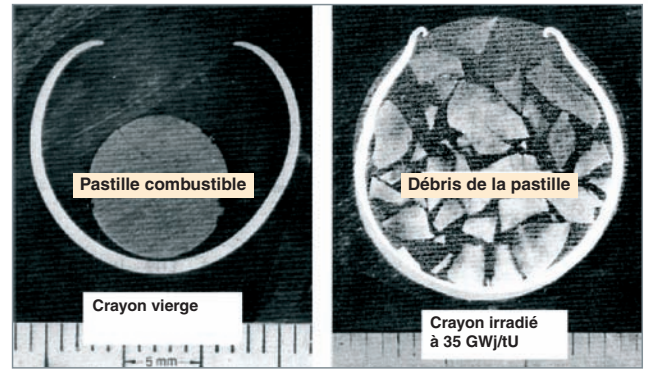 Pastille combustible
Crayon vierge
5 mm
Débris de la pastille
Crayon irradié
à 35 GWj/tU